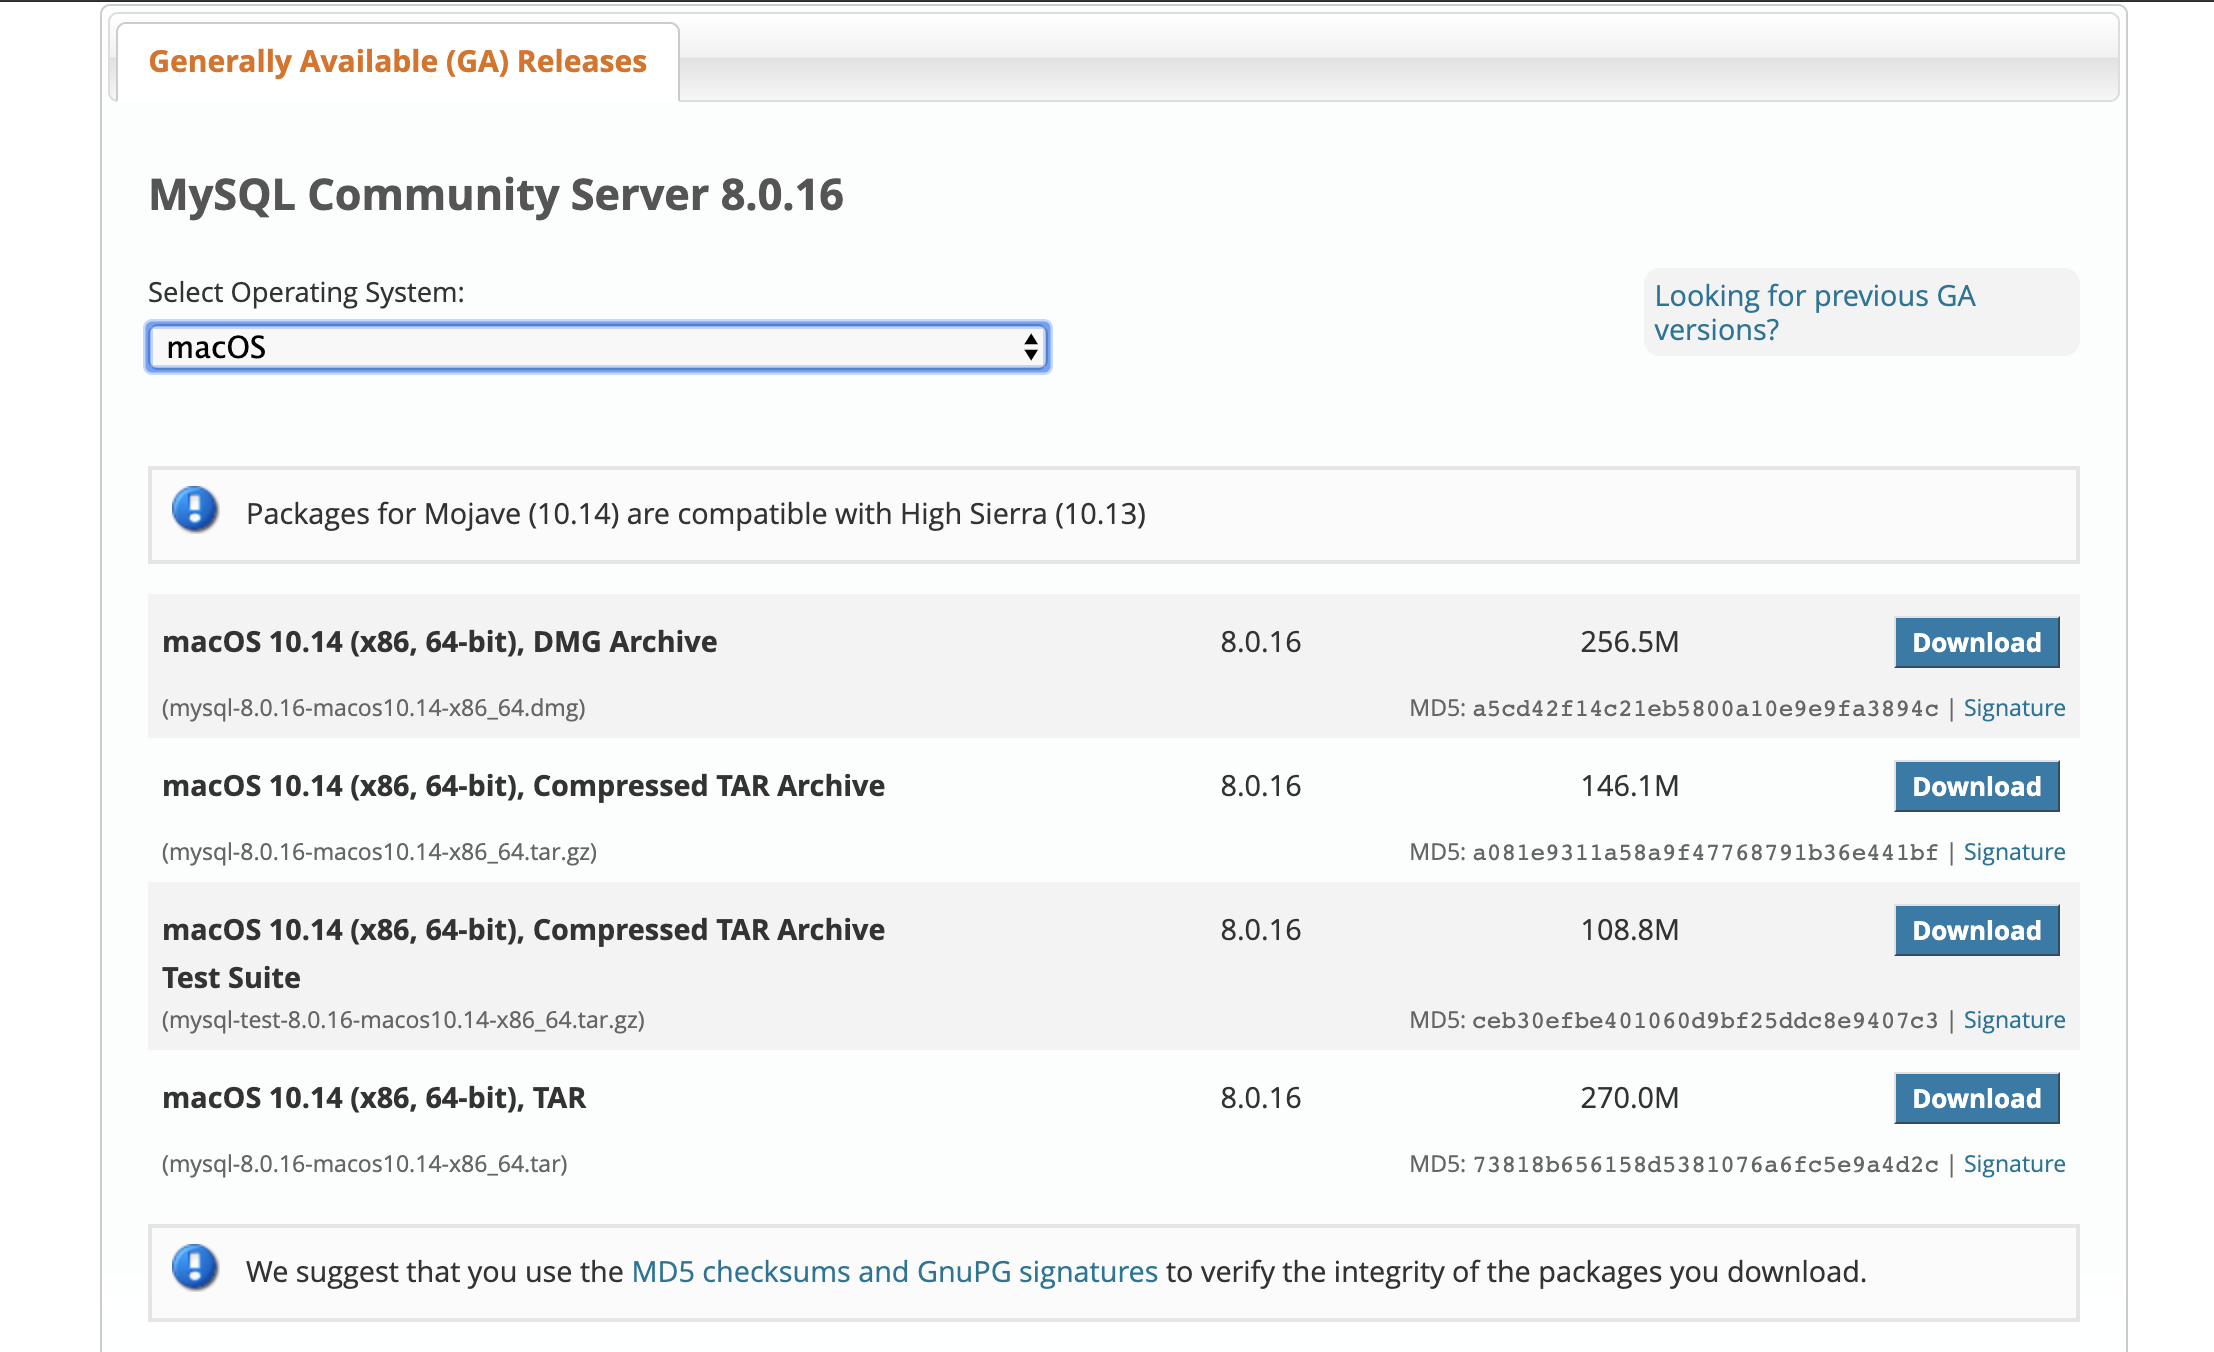 Generally Available (GA) Releases
MySQL Community Server 8.0.16
Select Operating System:
macOS
Looking for previous GA
versions?
Packages for Mojave (10.14) are compatible with High Sierra (10.13)
macOS 10.14 (x86, 64-bit), DMG Archive 8.0.16 256.5M Download
(mysql-8.0.16-macos10.14-x86_64.dmg) MD5: a5cd42f14c21eb5800a10e9e9fa3894c | Signature
macOS 10.14 (x86, 64-bit), Compressed TAR Archive 8.0.16 146.1M Download
(mysql-8.0.16-macos10.14-x86_64.tar.gz) MD5: a081e9311a58a9f47768791b36e441bf | Signature
macOS 10.14 (x86, 64-bit), Compressed TAR Archive 8.0.16 108.8M Download
Test Suite
(mysql-test-8.0.16-macos10.14-x86_64.tar.gz) MD5: ceb30efbe401060d9bf25ddc8e9407c3 | Signature
macOS 10.14 (x86, 64-bit), TAR 8.0.16 270.0M Download
(mysql-8.0.16-macos10.14-x86_64.tar) MD5: 73818b656158d5381076a6fc5e9a4d2c | Signature
We suggest that you use the MD5 checksums and GnuPG signatures to verify the integrity of the packages you download.